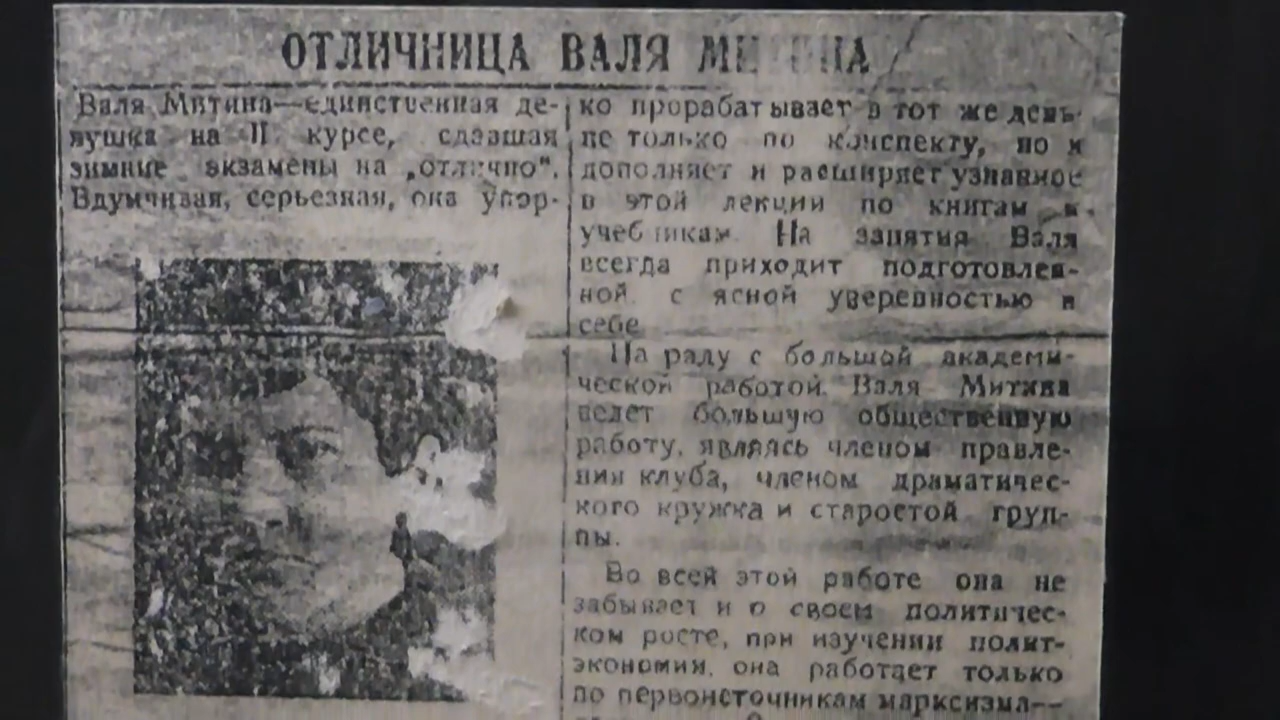 ОТЛИЧНИЦА ВАЛЯ МИТИНА
Валя Митина—единственная де-
вушка на II курсе, сдавшая
зимние экзамены на „отлично".
Вдумчивая, серьезная, она упор-
ко прорабатывает в тот же день
не только по конспекту, но и
дополняет и расширяет узнанное
в этой лекции по книгам и
учебникам. На занятия Валя
всегда приходит подготовлен-
ной с ясной уверенностью в
себе
На ряду с большой академи-
ческой работой Валя Митина
ведет большую общественную
работу, являясь членом правле-
ния клуба, членом драматичес-
кого кружка и старостой груп-
пы.
Во всей этой работе она не
забывает и о своем политичес-
ком росте, при изучении полит-
экономии, она работает только
по первоисточникам марксизма—